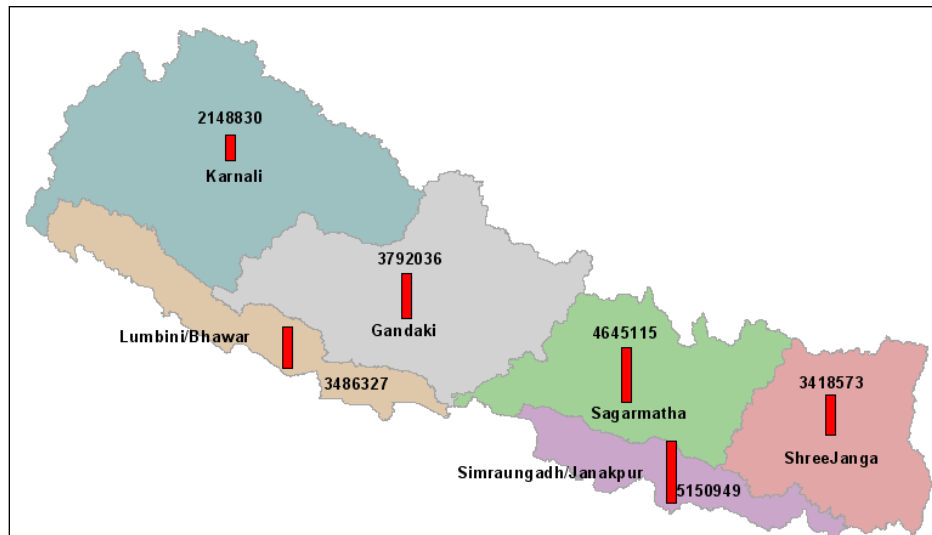 2148830
Karnali
3792036
Gandaki
Lumbini/Bhawar
3486327
4645115
Sagarmatha
3418573
ShreeJanga
Simraungadh/Janakpur
5150949